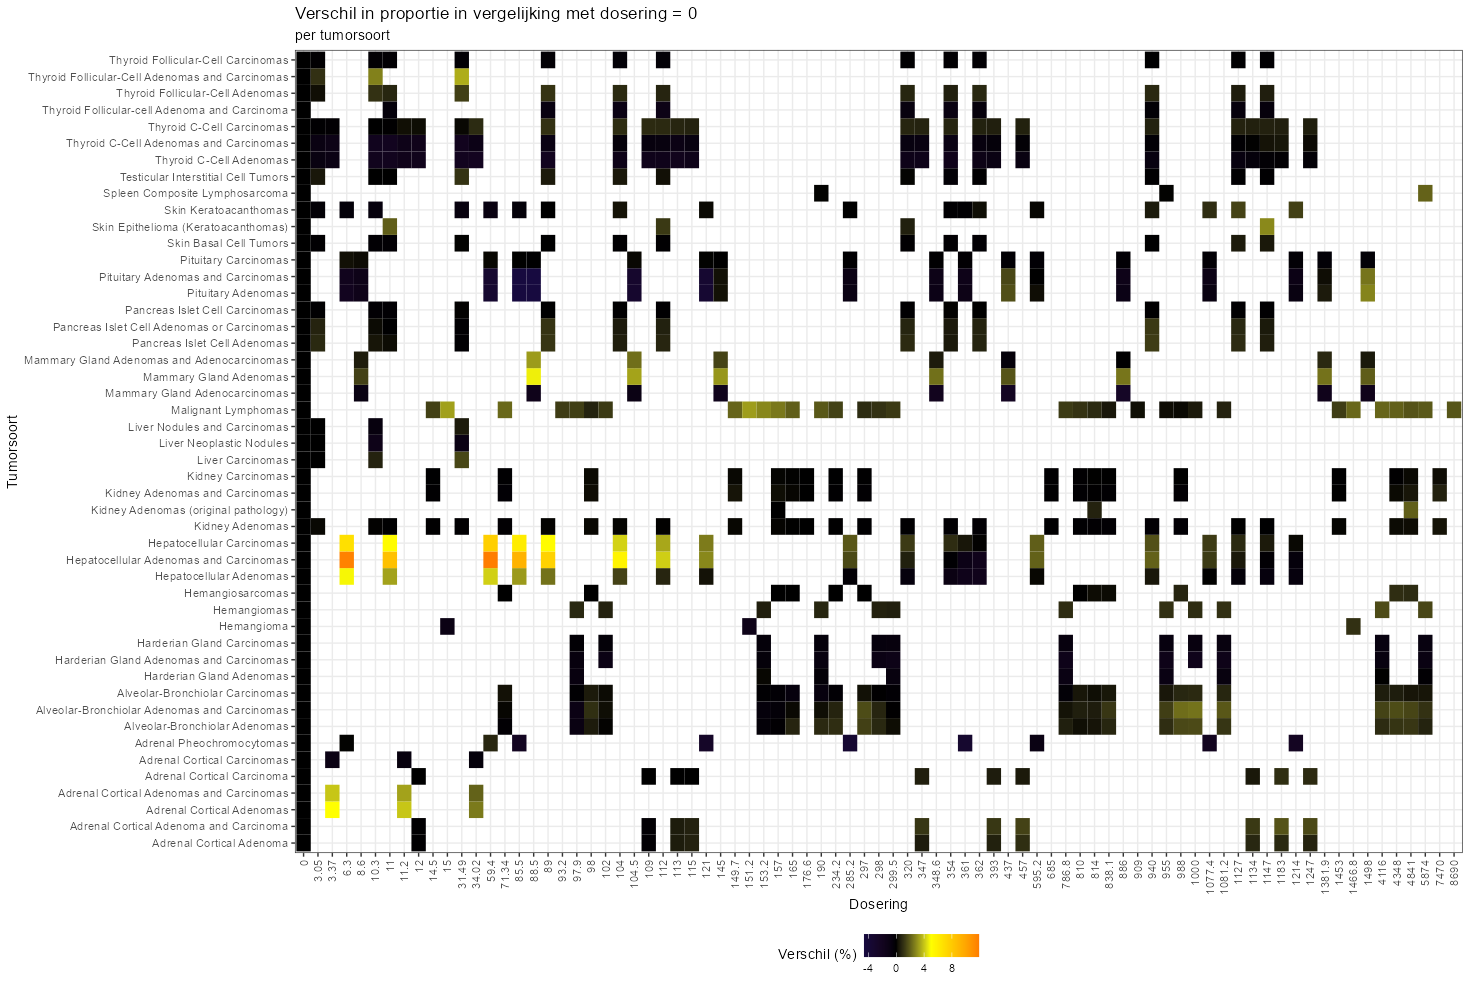 Verschil in proportie in vergelijking met dosering = 0
per tumorsoort
Thyroid Follicular-Cell Carcinomas
Thyroid Follicular-Cell Adenomas and Carcinomas
Thyroid Follicular-Cell Adenomas
Thyroid Follicular-cell Adenoma and Carcinoma
Thyroid C-Cell Carcinomas
Thyroid C-Cell Adenomas and Carcinomas
Thyroid C-Cell Adenomas
Testicular Interstitial Cell Tumors
Spleen Composite Lymphosarcoma
Skin Keratoacanthomas
Skin Epithelioma (Keratoacanthomas)
Skin Basal Cell Tumors
Pituitary Carcinomas
Pituitary Adenomas and Carcinomas
Pituitary Adenomas
Pancreas Islet Cell Carcinomas
Pancreas Islet Cell Adenomas or Carcinomas
Pancreas Islet Cell Adenomas
Mammary Gland Adenomas and Adenocarcinomas
Mammary Gland Adenomas
Mammary Gland Adenocarcinomas
Malignant Lymphomas
Liver Nodules and Carcinomas
Liver Neoplastic Nodules
Liver Carcinomas
Kidney Carcinomas
Kidney Adenomas and Carcinomas
Kidney Adenomas (original pathology)
Kidney Adenomas
Hepatocellular Carcinomas
Hepatocellular Adenomas and Carcinomas
Hepatocellular Adenomas
Hemangiosarcomas
Hemangiomas
Hemangioma
Harderian Gland Carcinomas
Harderian Gland Adenomas and Carcinomas
Harderian Gland Adenomas
Alveolar-Bronchiolar Carcinomas
Alveolar-Bronchiolar Adenomas and Carcinomas
Alveolar-Bronchiolar Adenomas
Adrenal Pheochromocytomas
Adrenal Cortical Carcinomas
Adrenal Cortical Carcinoma
Adrenal Cortical Adenomas and Carcinomas
Adrenal Cortical Adenomas
Adrenal Cortical Adenoma and Carcinoma
Adrenal Cortical Adenoma
Tumorsoort
0 3.05 3.37 6.3 8.6 10.3 11 11.2 12 14.5 15 31.49 34.02 59.4 71.34 85.5 88.5 89 93.2 97.9 98 102 104 104.5 109 112 113 115 121 145 149.7 151.2 153.2 157 165 176.6 190 234.2 285.2 297 298 299.5 320 347 348.6 354 361 362 393 437 457 595.2 685 786.8 810 814 838.1 886 909 940 955 988 1000 1077.4 1081.2 1127 1134 1147 1183 1214 1247 1381.9 1453 1466.8 1498 4116 4348 4841 5874 7470 8690
Dosering
Verschil (%)
-4 0 4 8